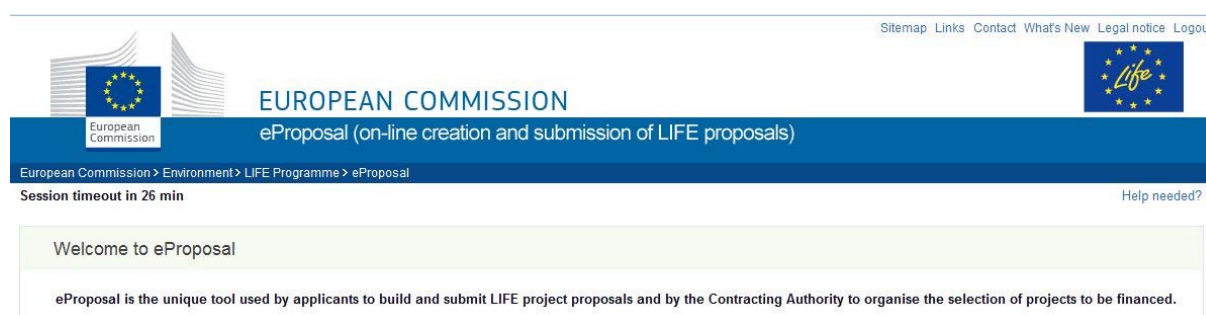 Sitemap Links Contact What's New Legal notice Logou
Life
EUROPEAN COMMISSION
European
Commission
eProposal (on-line creation and submission of LIFE proposals)
European Commission > Environment > LIFE Programme > eProposal
Session timeout in 26 min
Help needed?
Welcome to eProposal
eProposal is the unique tool used by applicants to build and submit LIFE project proposals and by the Contracting Authority to organise the selection of projects to be financed.